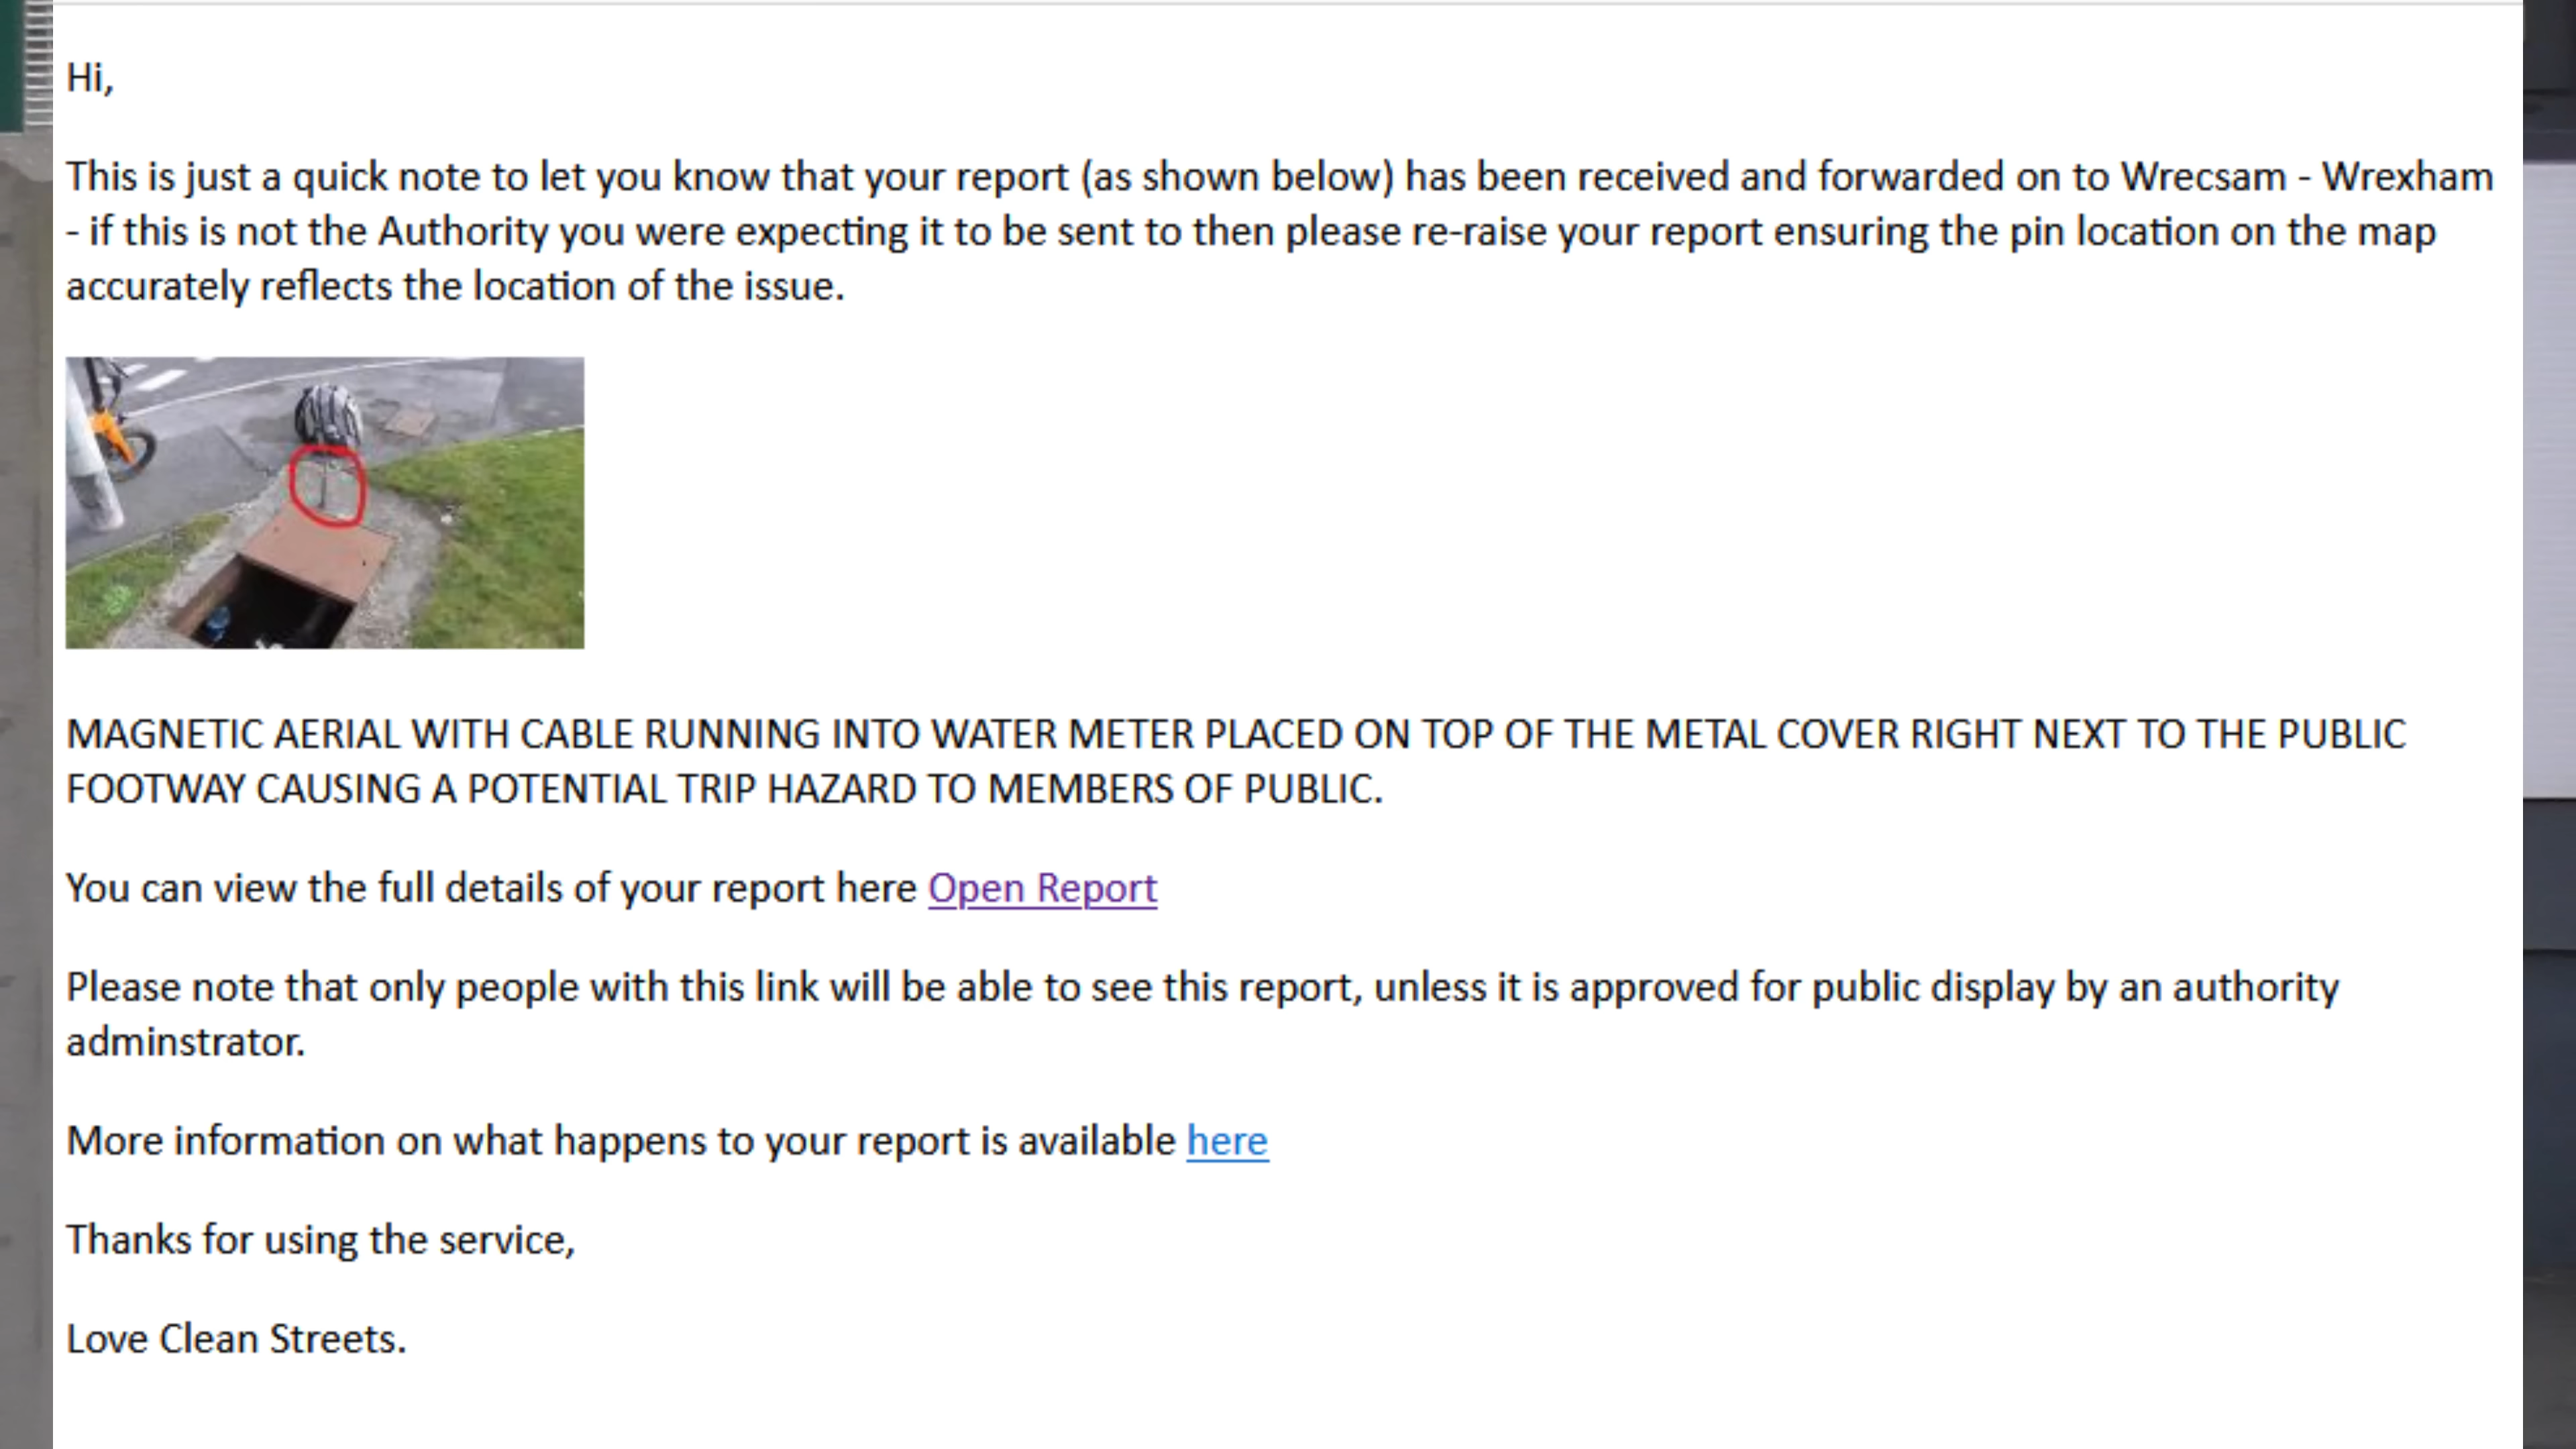 Hi,
This is just a quick note to let you know that your report (as shown below) has been received and forwarded on to Wrecsam - Wrexham
- if this is not the Authority you were expecting it to be sent to then please re-raise your report ensuring the pin location on the map
accurately reflects the location of the issue.
MAGNETIC AERIAL WITH CABLE RUNNING INTO WATER METER PLACED ON TOP OF THE METAL COVER RIGHT NEXT TO THE PUBLIC
FOOTWAY CAUSING A POTENTIAL TRIP HAZARD TO MEMBERS OF PUBLIC.
You can view the full details of your report here Open Report
Please note that only people with this link will be able to see this report, unless it is approved for public display by an authority
adminstrator.
More information on what happens to your report is available here
Thanks for using the service,
Love Clean Streets.